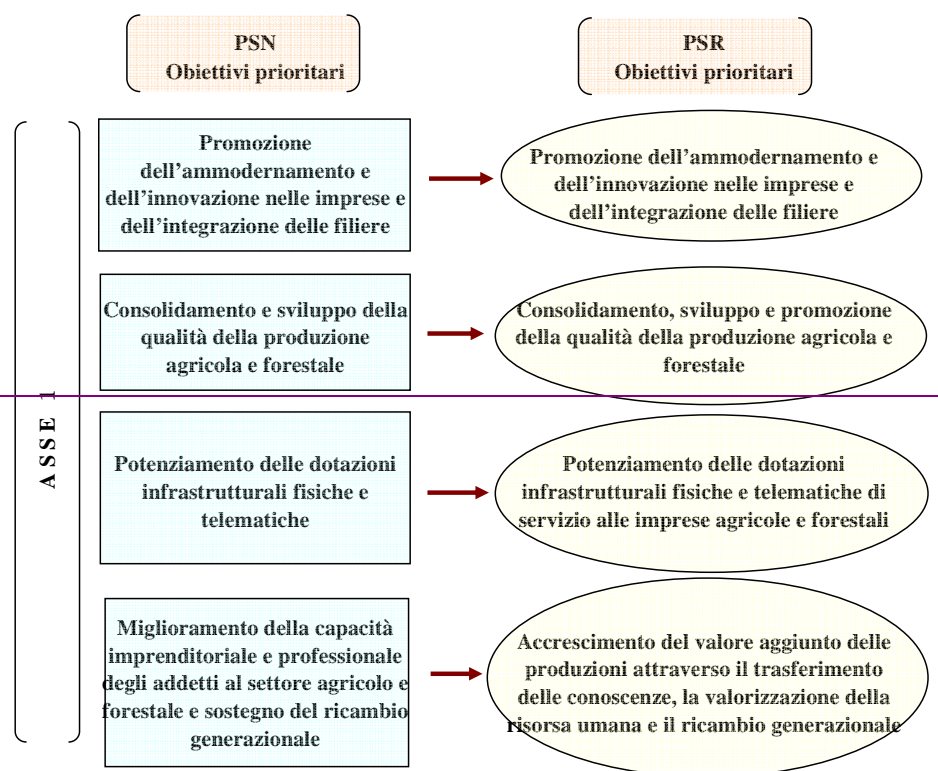 PSN
Obiettivi prioritari
PSR
Obiettivi prioritari
ASSE 1
Promozione
dell’ammodernamento e
dell’innovazione nelle imprese e
dell’integrazione delle filiere
Promozione dell’ammodernamento e
dell’innovazione nelle imprese e
dell’integrazione delle filiere
Consolidamento e sviluppo della
qualità della produzione
agricola e forestale
Consolidamento, sviluppo e promozione
della qualità della produzione agricola e
forestale
Potenziamento delle dotazioni
infrastrutturali fisiche e
telematiche
Potenziamento delle dotazioni
infrastrutturali fisiche e telematiche di
servizio alle imprese agricole e forestali
Miglioramento della capacità
imprenditoriale e professionale
degli addetti al settore agricolo e
forestale e sostegno del ricambio
generazionale
Accrescimento del valore aggiunto delle
produzioni attraverso il trasferimento
delle conoscenze, la valorizzazione della
risorsa umana e il ricambio generazionale